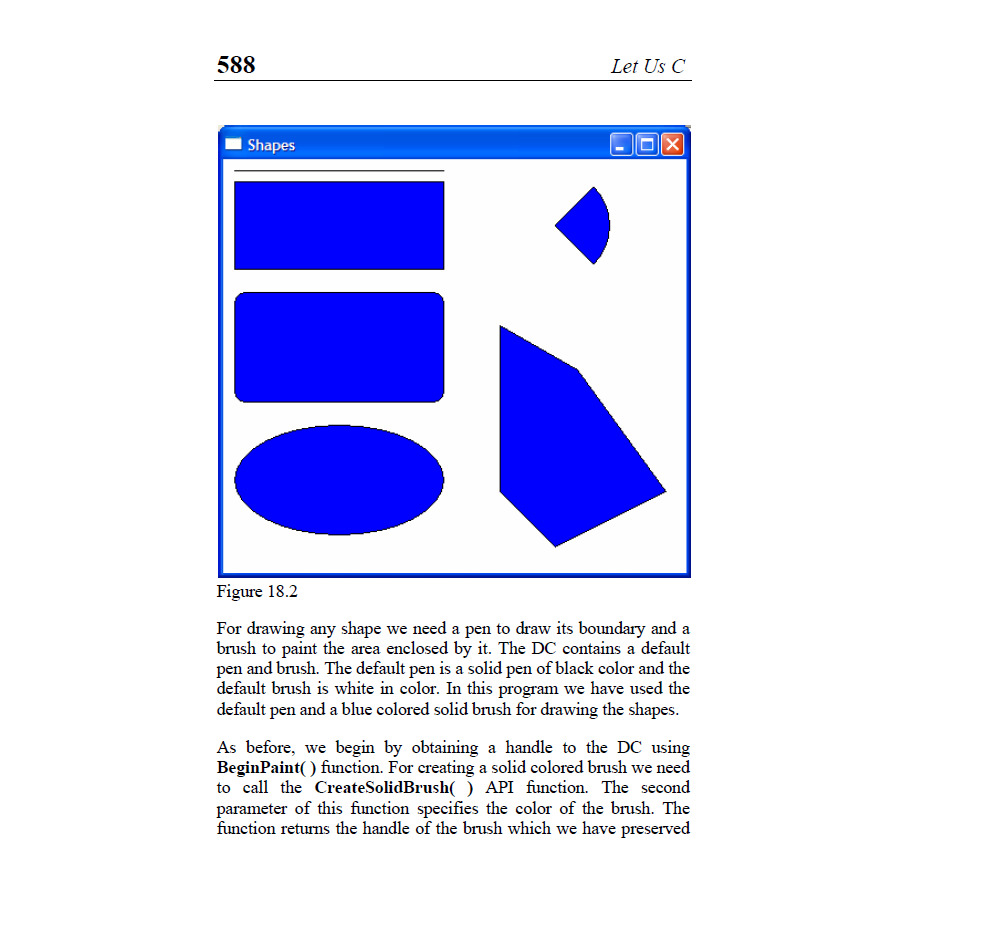 588
Let Us C
Shapes
Figure 18.2
For drawing any shape we need a pen to draw its boundary and a
brush to paint the area enclosed by it. The DC contains a default
pen and brush. The default pen is a solid pen of black color and the
default brush is white in color. In this program we have used the
default pen and a blue colored solid brush for drawing the shapes.
As before, we begin by obtaining a handle to the DC using
BeginPaint( ) function. For creating a solid colored brush we need
to call the CreateSolidBrush( ) API function. The second
parameter of this function specifies the color of the brush. The
function returns the handle of the brush which we have preserved